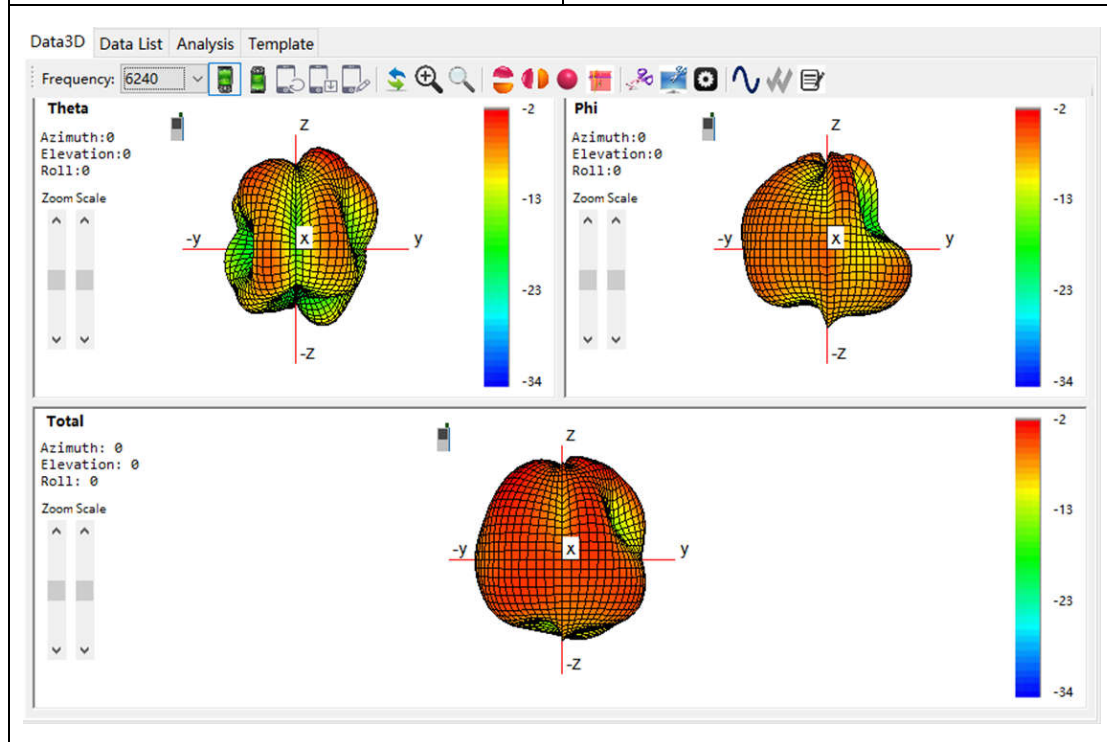 Data3D Data List Analysis Template
Frequency: 6240
Theta
Azimuth:0
Elevation:0
Roll:0
Zoom Scale
Z
-y
X
y
-Z
-2
-13
-23
-34
Phi
Azimuth:0
Elevation:0
Roll:0
Zoom Scale
Z
-y
X
y
-Z
-2
-13
-23
-34
Total
Azimuth: 0
Elevation: 0
Roll: 0
Zoom Scale
Z
-y
X
y
-Z
-2
-13
-23
-34